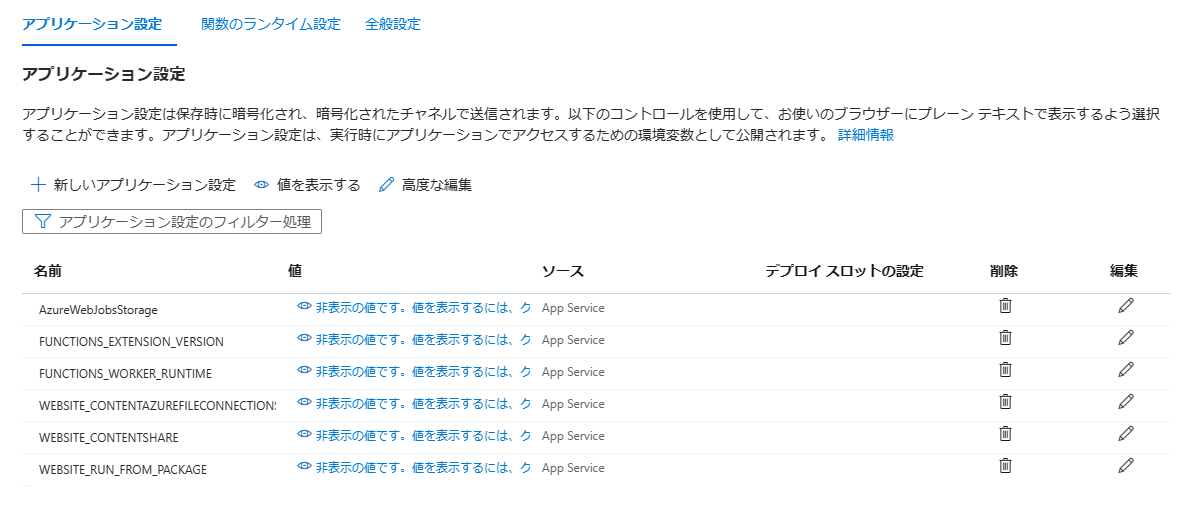 アプリケーション設定 関数のランタイム設定 全般設定
アプリケーション設定
アプリケーション設定は保存時に暗号化され、暗号化されたチャネルで送信されます。以下のコントロールを使用して、お使いのブラウザーにプレーン テキストで表示するよう選択
することができます。アプリケーション設定は、実行時にアプリケーションでアクセスするための環境変数として公開されます。 詳細情報
新しいアプリケーション設定 値を表示する 高度な編集
アプリケーション設定のフィルター処理
名前 値 ソース デプロイ スロットの設定 削除 編集
AzureWebJobsStorage 非表示の値です。値を表示するには、ク App Service
FUNCTIONS_EXTENSION_VERSION 非表示の値です。値を表示するには、ク App Service
FUNCTIONS_WORKER_RUNTIME 非表示の値です。値を表示するには、ク App Service
WEBSITE_CONTENTAZUREFILECONNECTIONS 非表示の値です。値を表示するには、ク App Service
WEBSITE_CONTENTSHARE 非表示の値です。値を表示するには、ク App Service
WEBSITE_RUN_FROM_PACKAGE 非表示の値です。値を表示するには、ク App Service